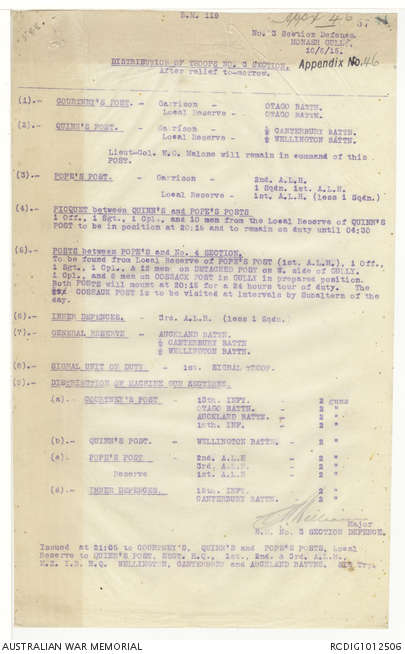 B.M. 119
Appx 46
No. 3 Section Defence.
MONASH GULLY.
10/6/15.
DISTRIBUTION OF TROOPS NO. 3 SECTION.
After relief to-morrow.
Appendix No. 46
(1).- COURTNEY'S POST. - Garrison - OTAGO BATTN.
Local Reserve - OTAGO BATTN.
(2).- QUINN'S POST. - Garrison - ½ CANTERBURY BATTN.
Local Reserve - ½ WELLINGTON BATTN.
Lieut-Col. W.G. Malone will remain in command of this
POST.
(3) .- POPE'S POST. - Garrison - 2nd. A.L.H.
1 Sqdn. 1st. A.L.H.
Local Reserve - 1st. A.L.H. (less 1 Sqdn.)
(4).- PICQUET between QUINN'S and POPE'S POSTS
1 Off., 1 Sgt., 1 Cpl., and 10 men from the Local Reserve of QUINN'S
POST to be in position at 20:15 and to remain on duty until 04:00
(5).- POSTS between POPE'S and No. 4 SECTION.
To be found from Local Reserve of POPE'S POST (1st. A.L.H.), 1 Off.,
1 Sgt., 1 Cpl., & 12 men on DETACHED POST on W. side of GULLY.
1 Cpl. and 6 men on COSSACK POST in GULLY in prepared position.
Both POSTS will mount at 20:15 for a 24 hours tour of duty. The
COSSACK POST is to be visited at intervals by Subaltern of the
day.
(6).- INNER DEFENCES. 3rd. A.L.H. (less 1 Sqdn.)
(7).- GENERAL RESERVE - AUCKLAND BATTN.
½ CANTERBURY BATTN
½ WELLINGTON BATTN.
(8).- SIGNAL UNIT OF DUTY - 1st. SIGNAL TROOP.
(9).- DISTRIBUTION OF MACHINE GUN SECTIONS.
(a).- COURTNEY'S POST - 15th. INFT. - 2 guns
OTAGO BATTN. - 2 "
AUCKLAND BATTN. - 2 "
INF. - 2 "
(b).- QUINN'S POST. - WELLINGTON BATTN. - 2 "
POPE'S POST - 2nd. A.L.H - 2 "
3rd. A.L.H. - 2 "
Reserve 1st. A.L.H - 2 "
(d).- INNER DEFENCES. INFT. 2 "
CANTERBURY BATTN. 2 "
Major
B.M. No. 3 SECTION DEFENCE.
Issued at 21:05 to COURTNEY'S, QUINN'S and POPE'S POSTS, Local
Reserve to QUINN'S POST, SECT. H.Q., 1st., 2nd. & 3rd. A.L.H.,
N.Z. I.B. H.Q. WELLINGTON, CANTERBURY and AUCKLAND BATTNS.
AUSTRALIAN WAR MEMORIAL
RCDIG1012506